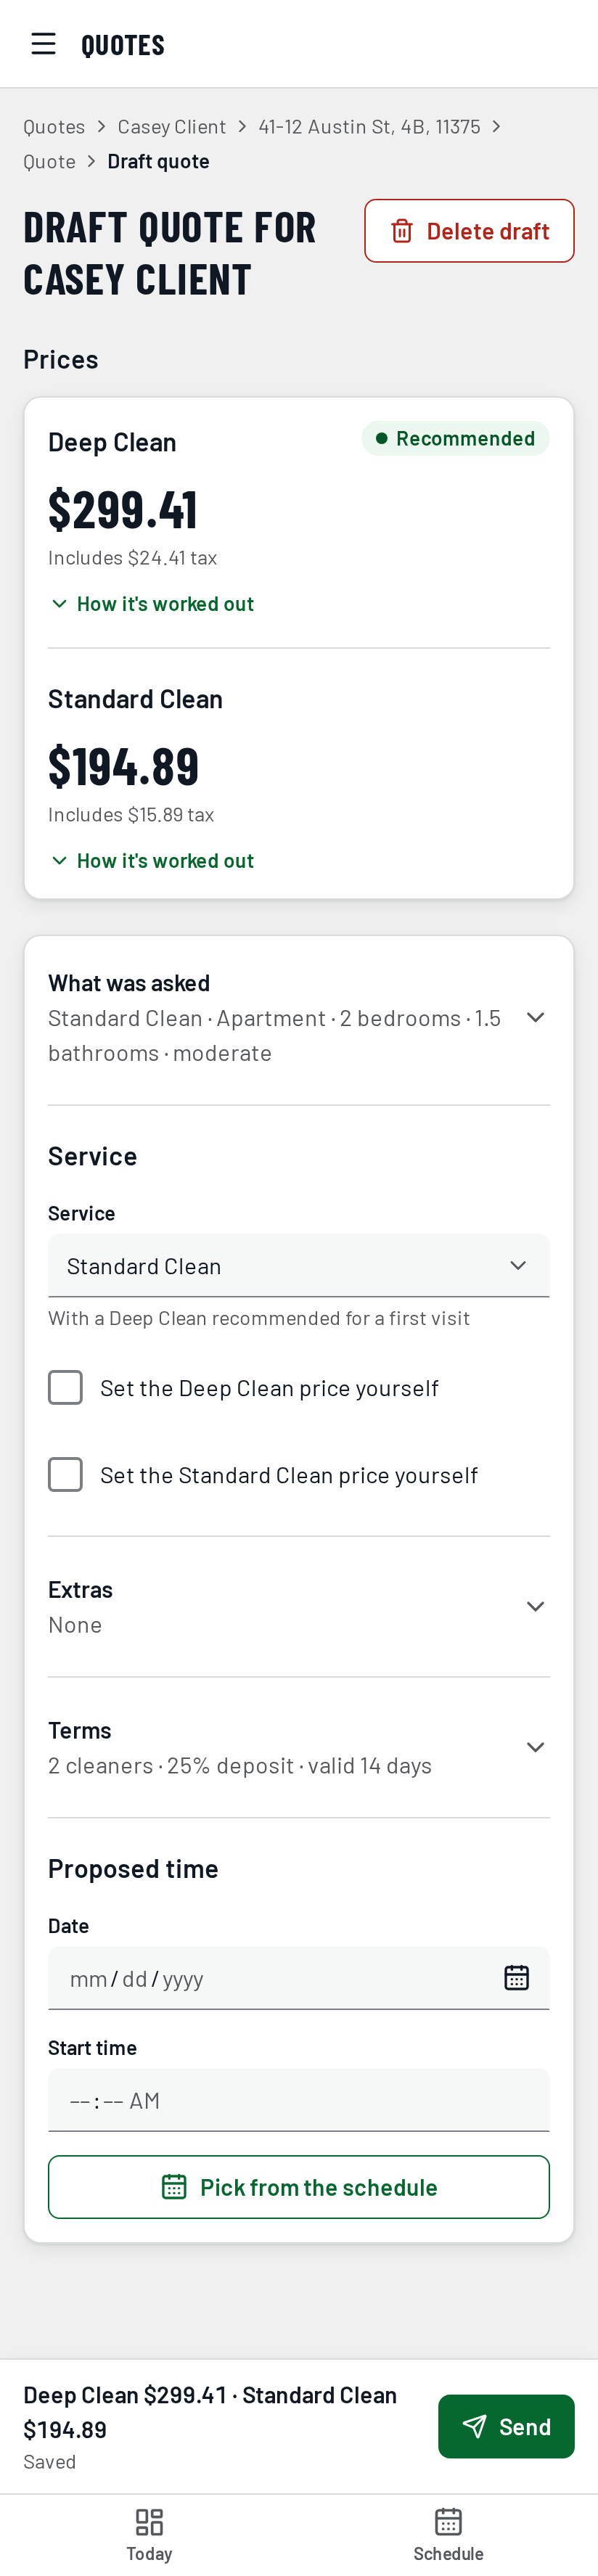 QUOTES
Quotes > Casey Client > 41-12 Austin St, 4B, 11375 >
Quote > Draft quote
DRAFT QUOTE FOR
CASEY CLIENT
Delete draft
Prices
Deep Clean
Recommended
$299.41
Includes $24.41 tax
How it's worked out
Standard Clean
$194.89
Includes $15.89 tax
How it's worked out
What was asked
Standard Clean · Apartment · 2 bedrooms · 1.5
bathrooms · moderate
Service
Service
Standard Clean
With a Deep Clean recommended for a first visit
Set the Deep Clean price yourself
Set the Standard Clean price yourself
Extras
None
Terms
2 cleaners · 25% deposit · valid 14 days
Proposed time
Date
mm/dd/yyyy
Start time
--:-- AM
Pick from the schedule
Deep Clean $299.41 · Standard Clean
$194.89
Saved
Send
Today
Schedule